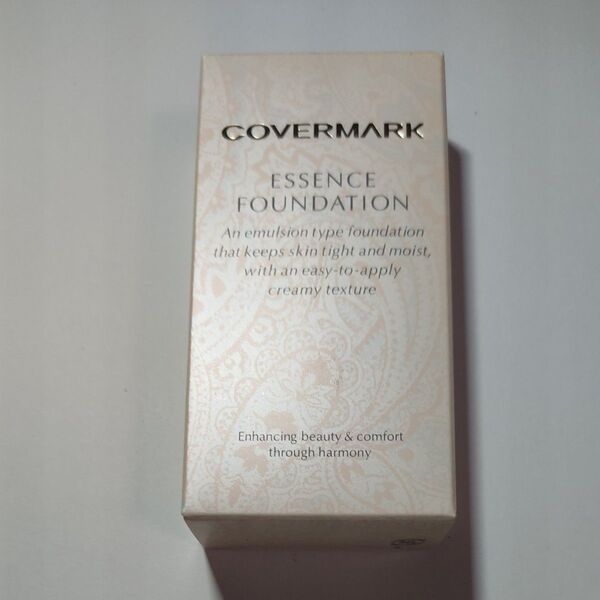 COVERMARK
ESSENCE
FOUNDATION
An emulsion type foundation
that keeps skin tight and moist,
with an easy-to-apply
creamy texture
Enhancing beauty & comfort
through harmony